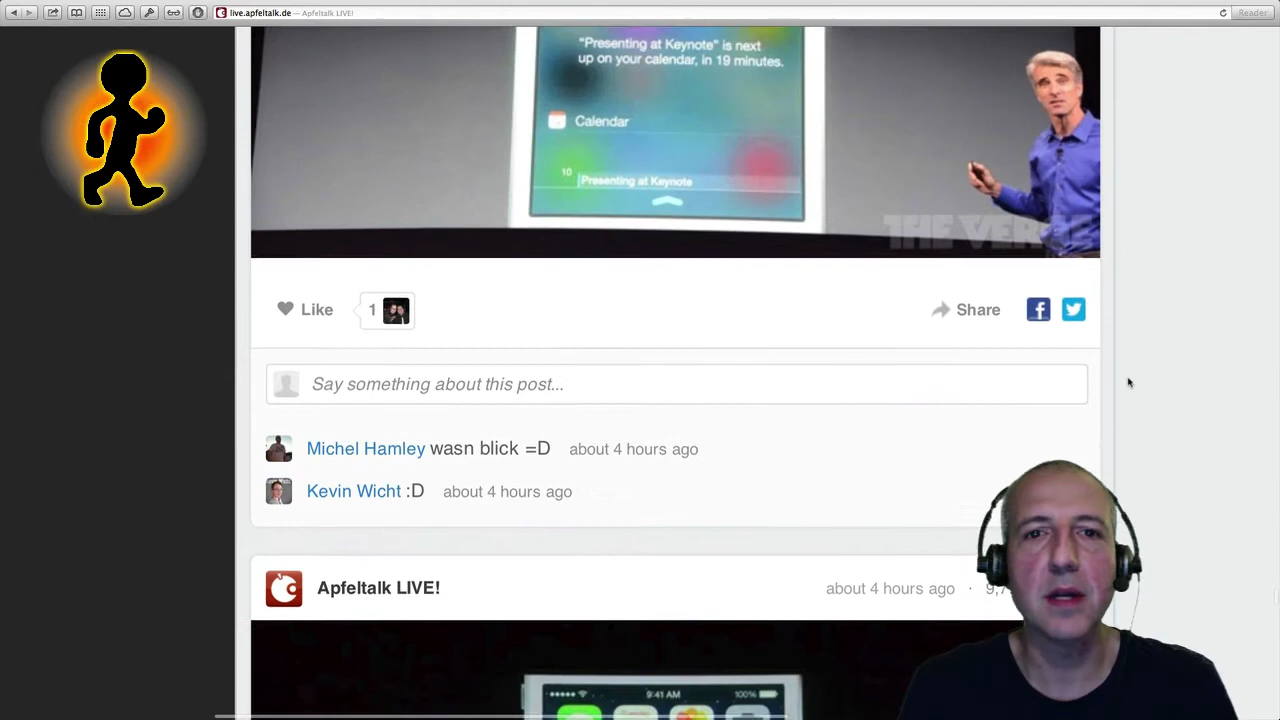 live.apfeltalk.de — Apfeltalk LIVE!
Reader
"Presenting at Keynote" is next
up on your calendar, in 19 minutes.
Calendar
10
Presenting at Keynote
THE VERGE
Like
1
Share
Say something about this post...
Michel Hamley wasn blick =D about 4 hours ago
Kevin Wicht :D about 4 hours ago
Apfeltalk LIVE!
about 4 hours ago ·
9:41 AM
100%